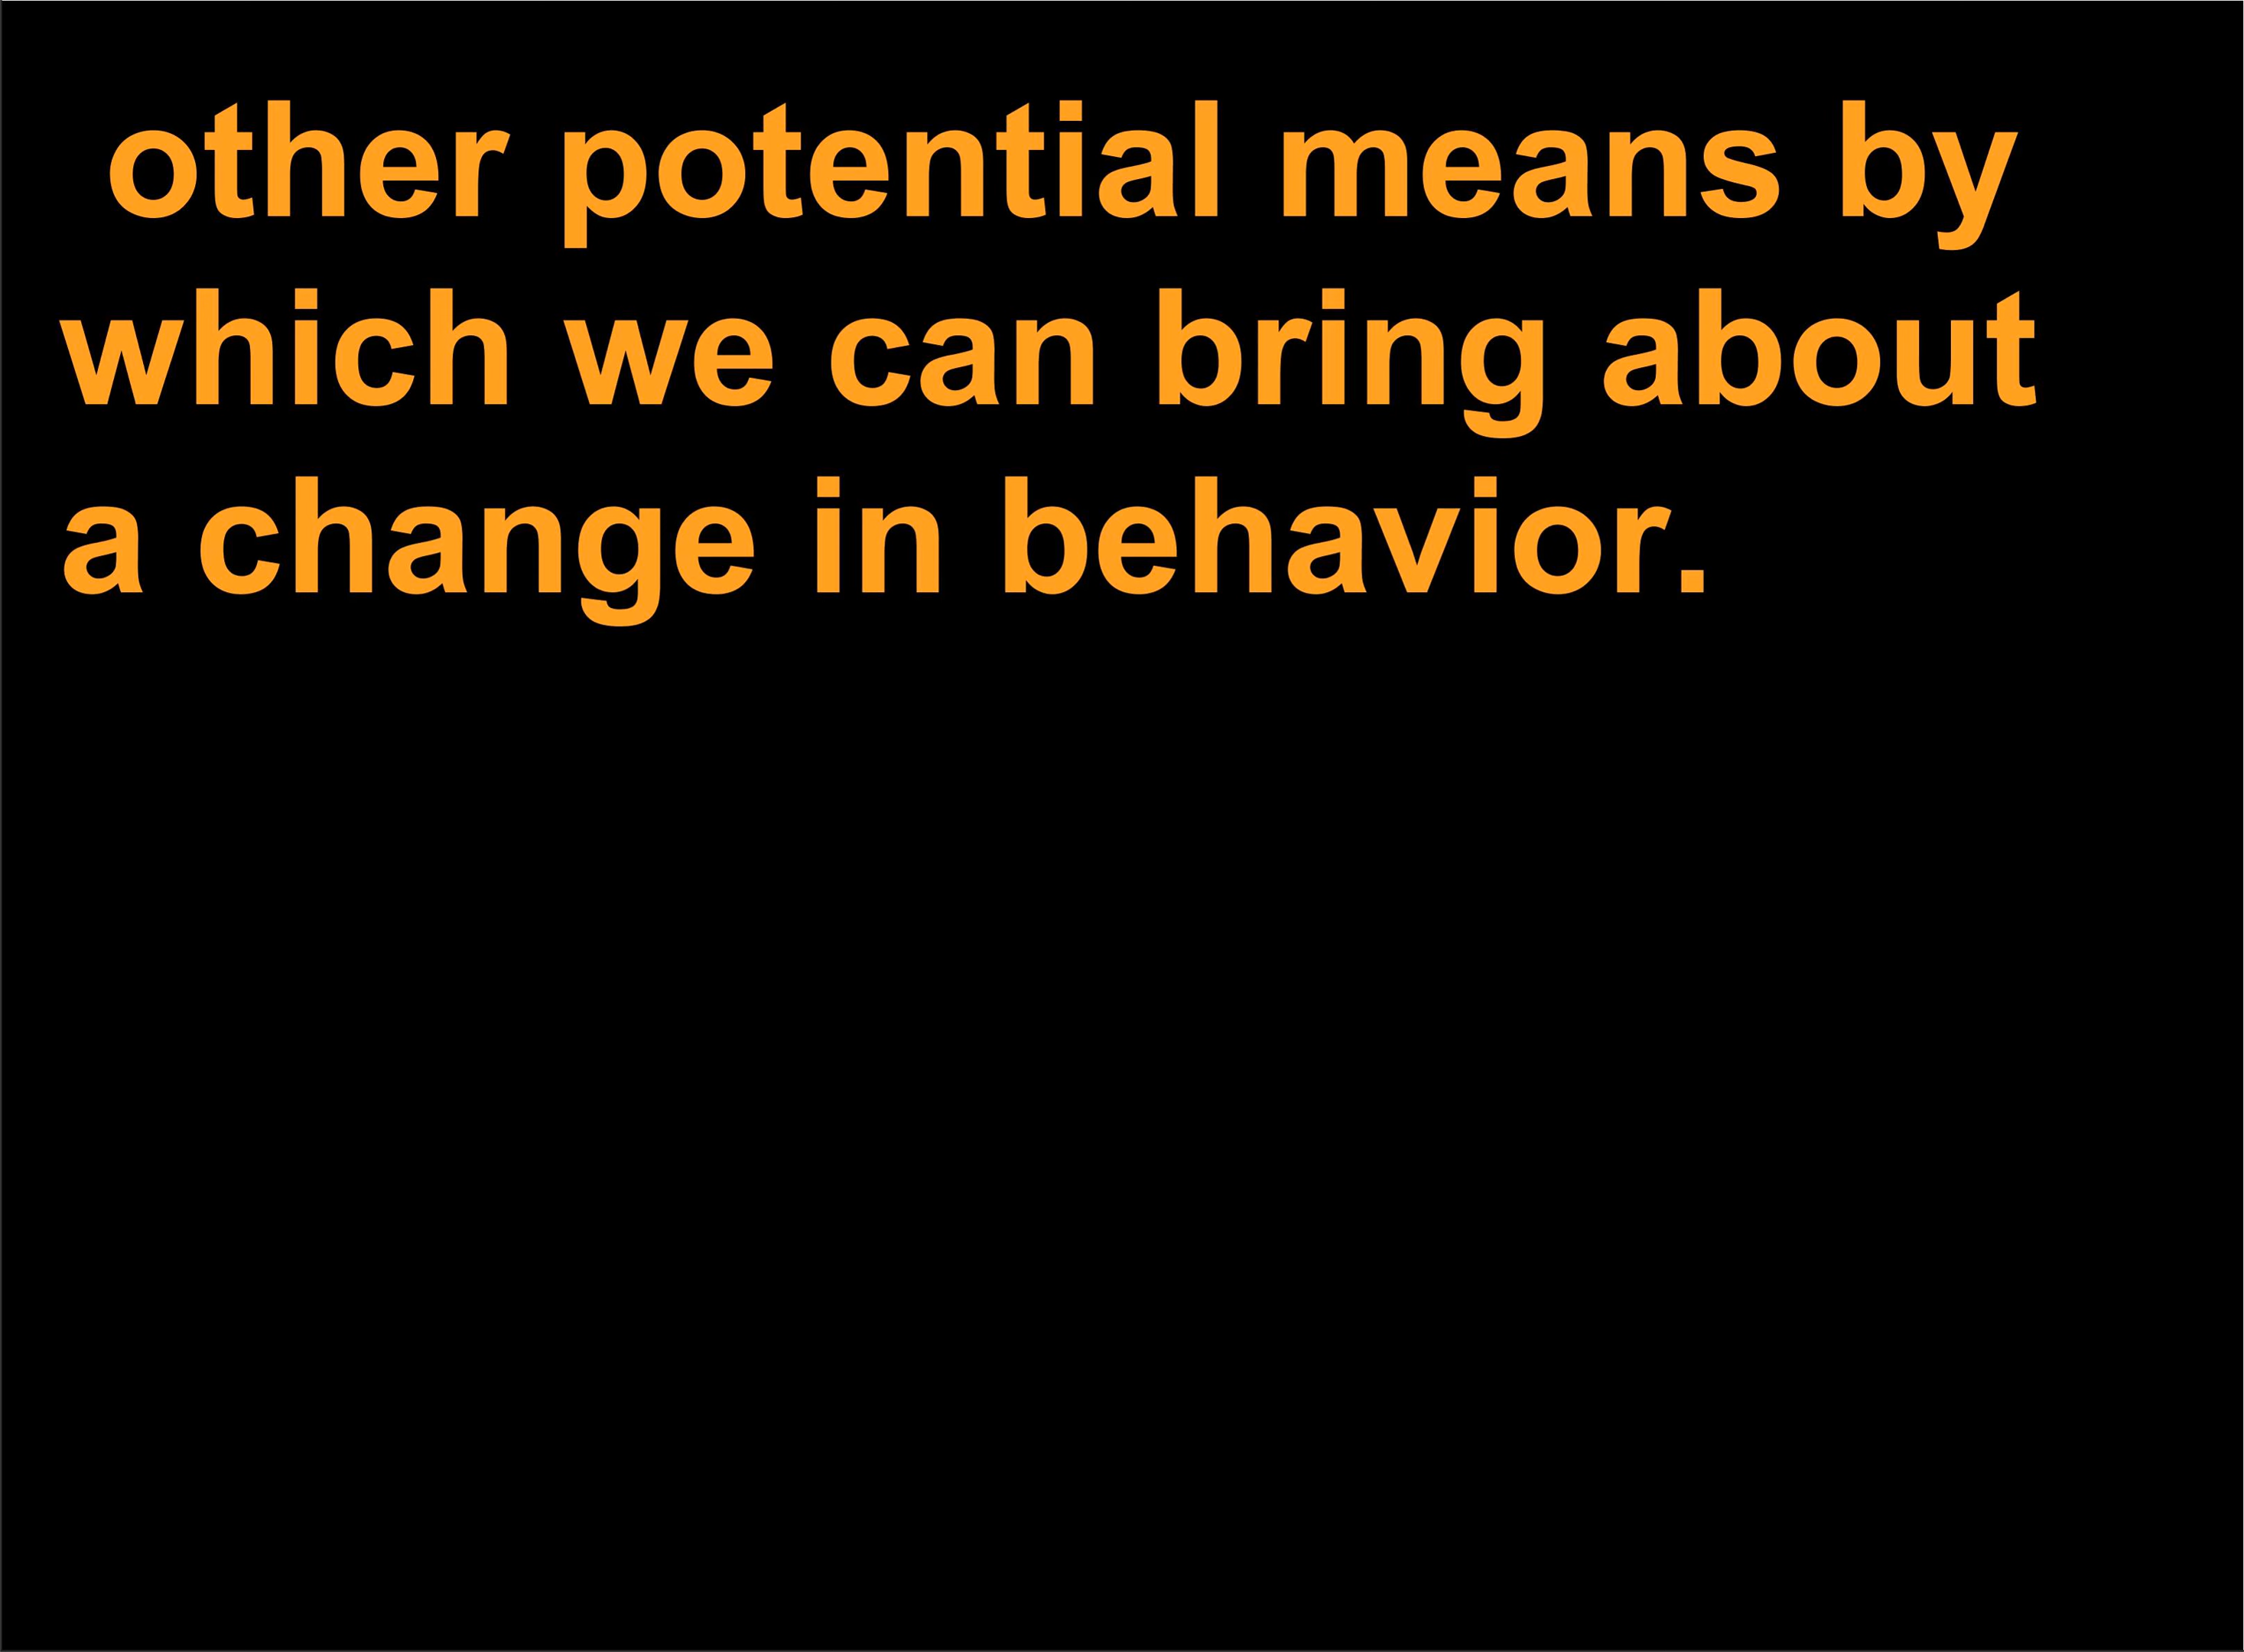 other potential means by
which we can bring about
a change in behavior.